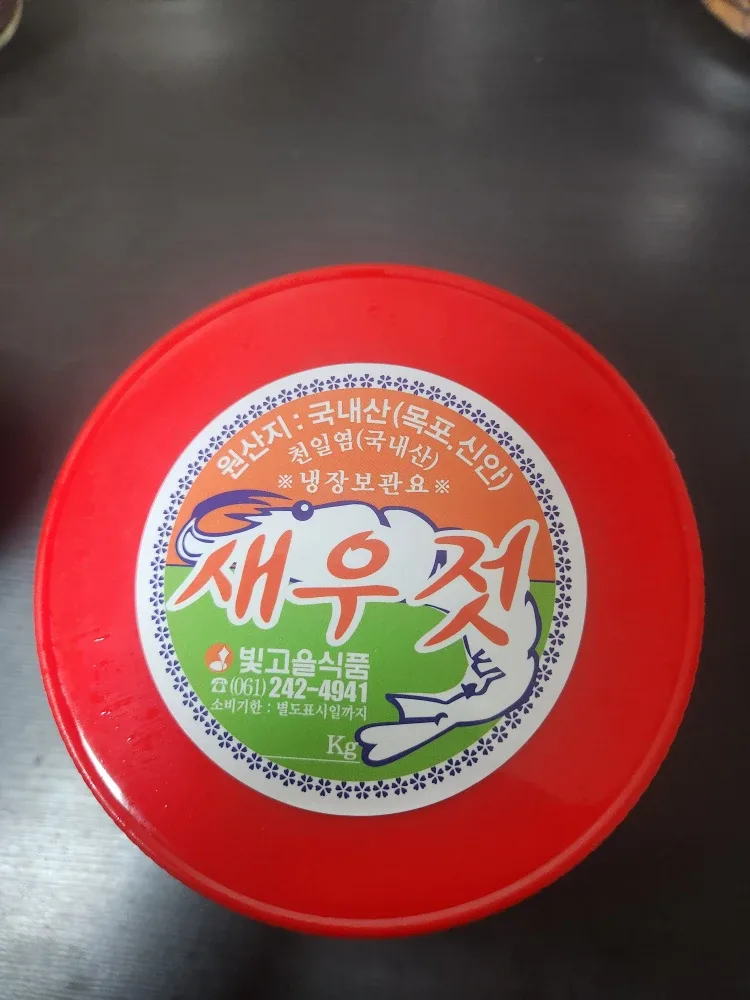 원산지 : 국내산(목포, 신안)
천일염(국내산)
※냉장보관요※
새우젓
빛고을식품
☎(061) 242-4941
소비기한 : 별도표시일까지
Kg